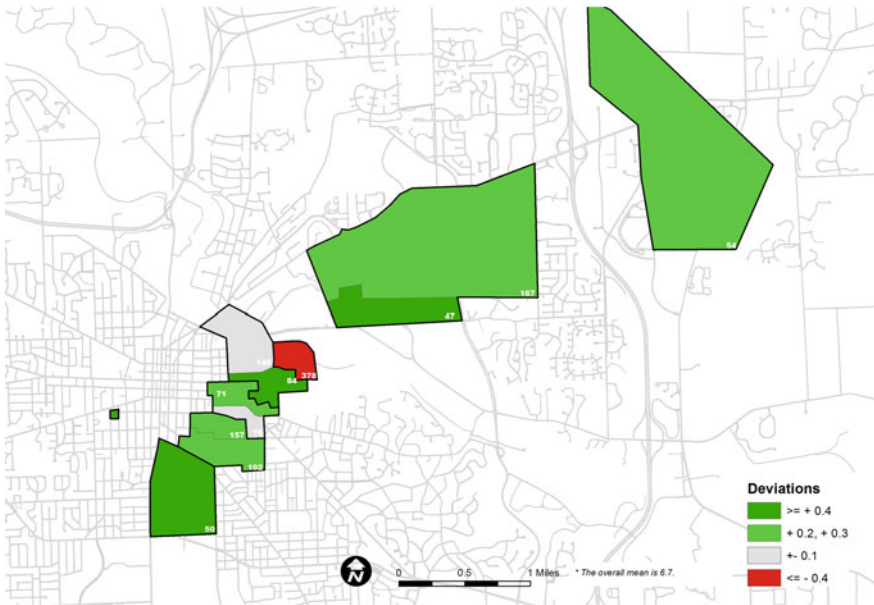 54
167
47
378
84
71
157
102
50
Deviations
>= + 0.4
+ 0.2, + 0.3
+- 0.1
<= - 0.4
N
0 0.5 1 Miles * The overall mean is 6.7.